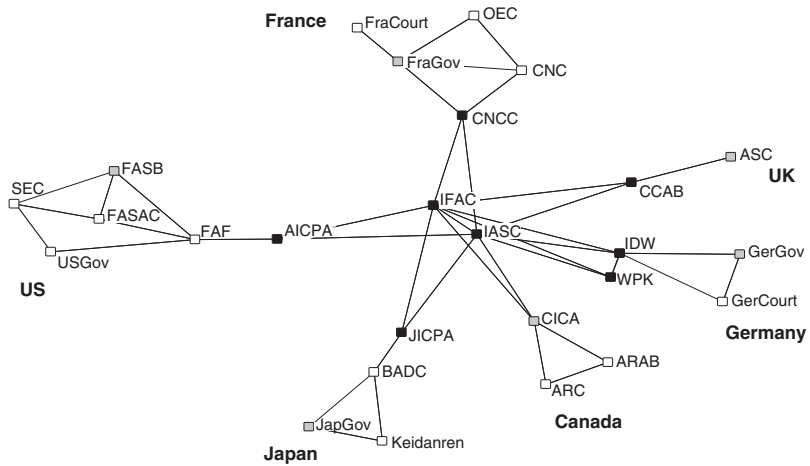 OEC
France
FraCourt
FraGov
CNC
CNCC
ASC
FASB
UK
SEC
CCAB
IFAC
FASAC
AICPA
IASC
FAF
IDW
GerGov
USGov
WPK
US
GerCourt
CICA
JICPA
Germany
ARAB
BADC
ARC
Canada
JapGov
Keidanren
Japan